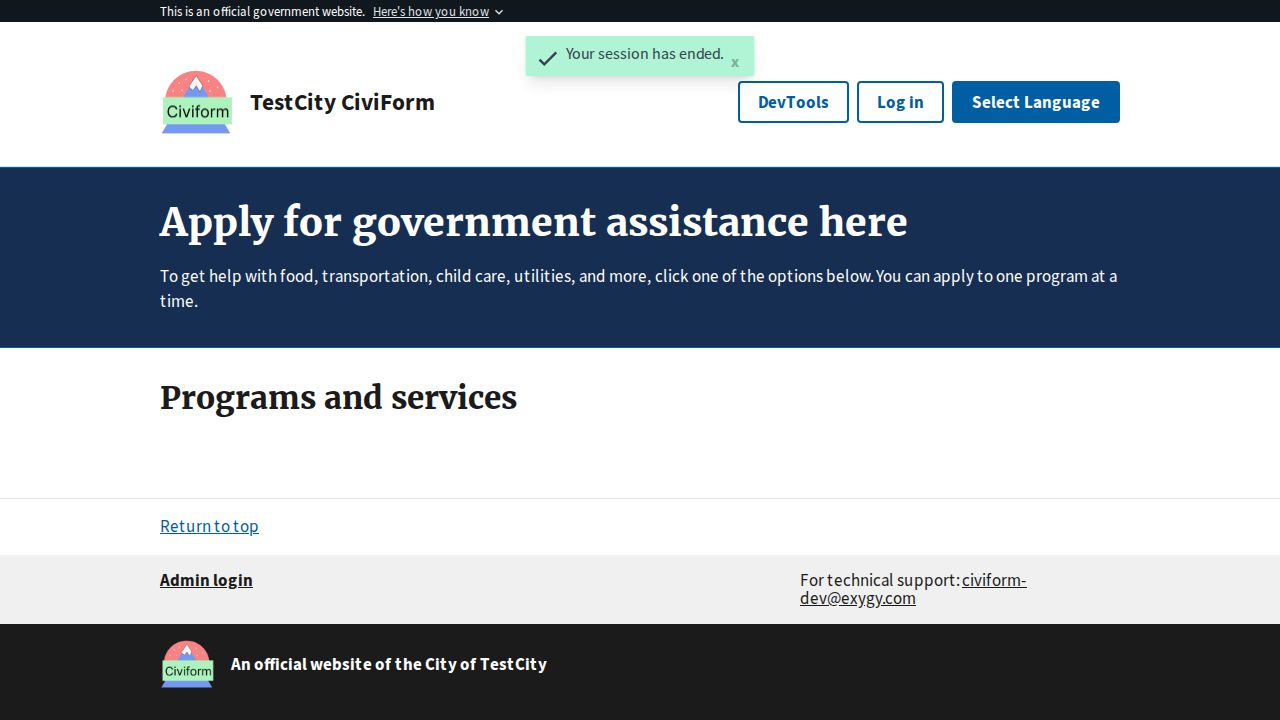 This is an official government website. Here's how you know
Your session has ended. x
Civiform
TestCity CiviForm
DevTools
Log in
Select Language
Apply for government assistance here
To get help with food, transportation, child care, utilities, and more, click one of the options below. You can apply to one program at a
time.
Programs and services
Return to top
Admin login
For technical support: civiform-
dev@exygy.com
Civiform
An official website of the City of TestCity